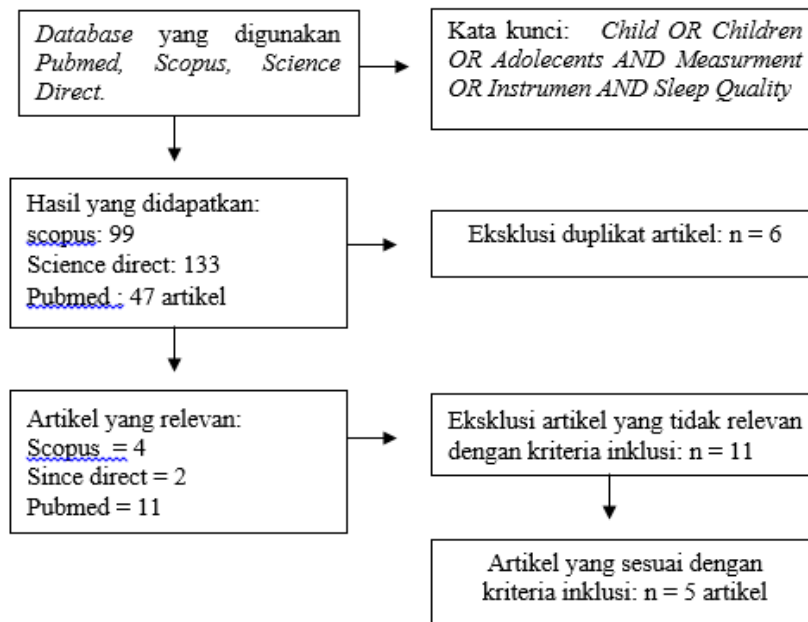 Database yang digunakan
Pubmed, Scopus, Science
Direct.
Kata kunci: Child OR Children
OR Adolecents AND Measurment
OR Instrumen AND Sleep Quality
Hasil yang didapatkan:
scopus: 99
Science direct: 133
Pubmed : 47 artikel
Eksklusi duplikat artikel: n = 6
Artikel yang relevan:
Scopus = 4
Since direct = 2
Pubmed = 11
Eksklusi artikel yang tidak relevan
dengan kriteria inklusi: n = 11
Artikel yang sesuai dengan
kriteria inklusi: n = 5 artikel